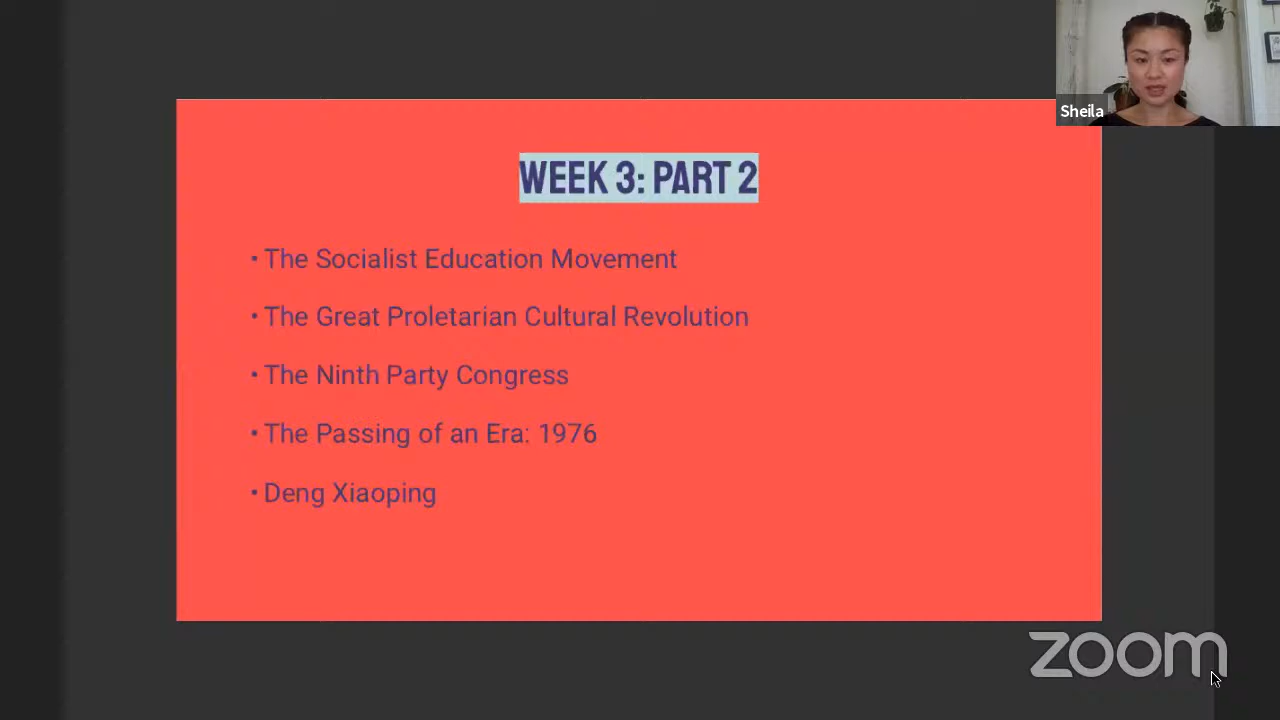 Sheila
WEEK 3: PART 2
• The Socialist Education Movement
• The Great Proletarian Cultural Revolution
• The Ninth Party Congress
• The Passing of an Era: 1976
• Deng Xiaoping
zoom